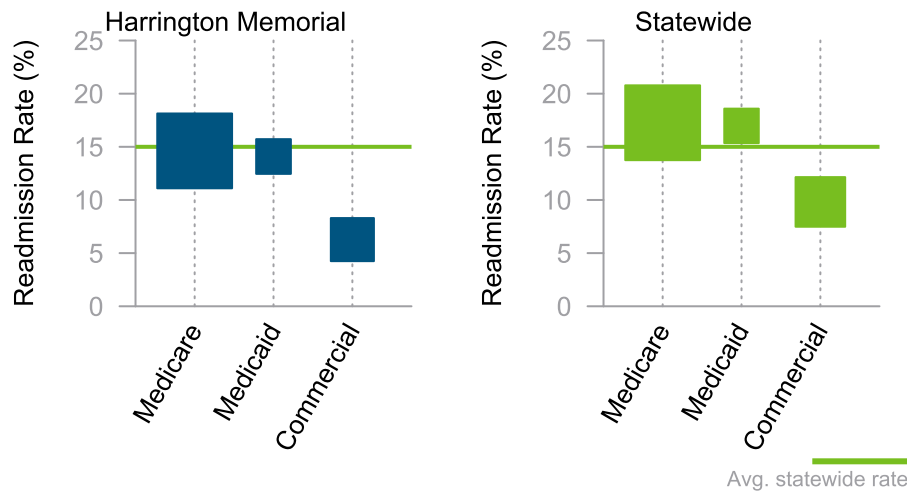 Harrington Memorial
Readmission Rate (%)
25
20
15
10
5
0
Medicare
Medicaid
Commercial
Statewide
Readmission Rate (%)
25
20
15
10
5
0
Medicare
Medicaid
Commercial
Avg. statewide rate